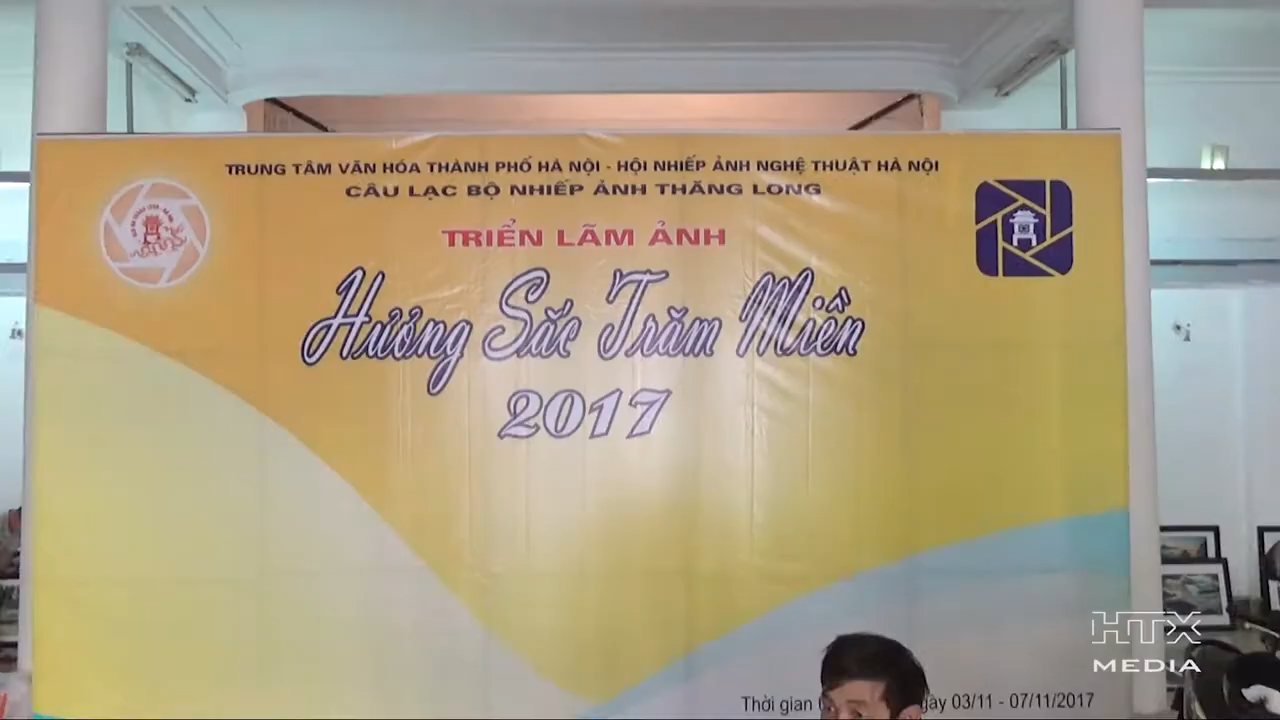 TRUNG TÂM VĂN HÓA THÀNH PHỐ HÀ NỘI - HỘI NHIẾP ẢNH NGHỆ THUẬT HÀ NỘI
CÂU LẠC BỘ NHIẾP ẢNH THĂNG LONG
TRIỂN LÃM ẢNH
Hương Sắc Trăm Miền
2017
HTX
MEDIA
Thời gian 03/11 - 07/11/2017